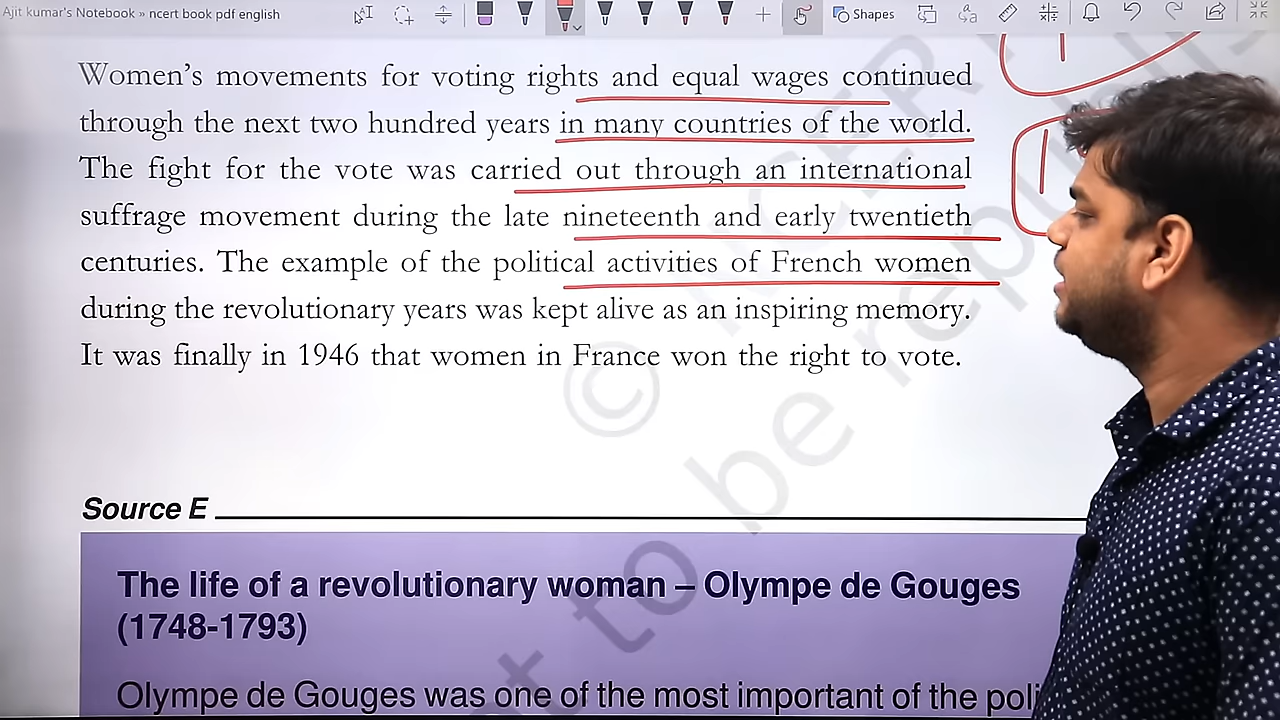 Ajit kumar's Notebook » ncert book pdf english
Shapes
Women's movements for voting rights and equal wages continued
through the next two hundred years in many countries of the world.
The fight for the vote was carried out through an international
suffrage movement during the late nineteenth and early twentieth
centuries. The example of the political activities of French women
during the revolutionary years was kept alive as an inspiring memory.
It was finally in 1946 that women in France won the right to vote.
Source E
The life of a revolutionary woman – Olympe de Gouges
(1748-1793)
Olympe de Gouges was one of the most important of the poli
© NCERT
be republis
t to